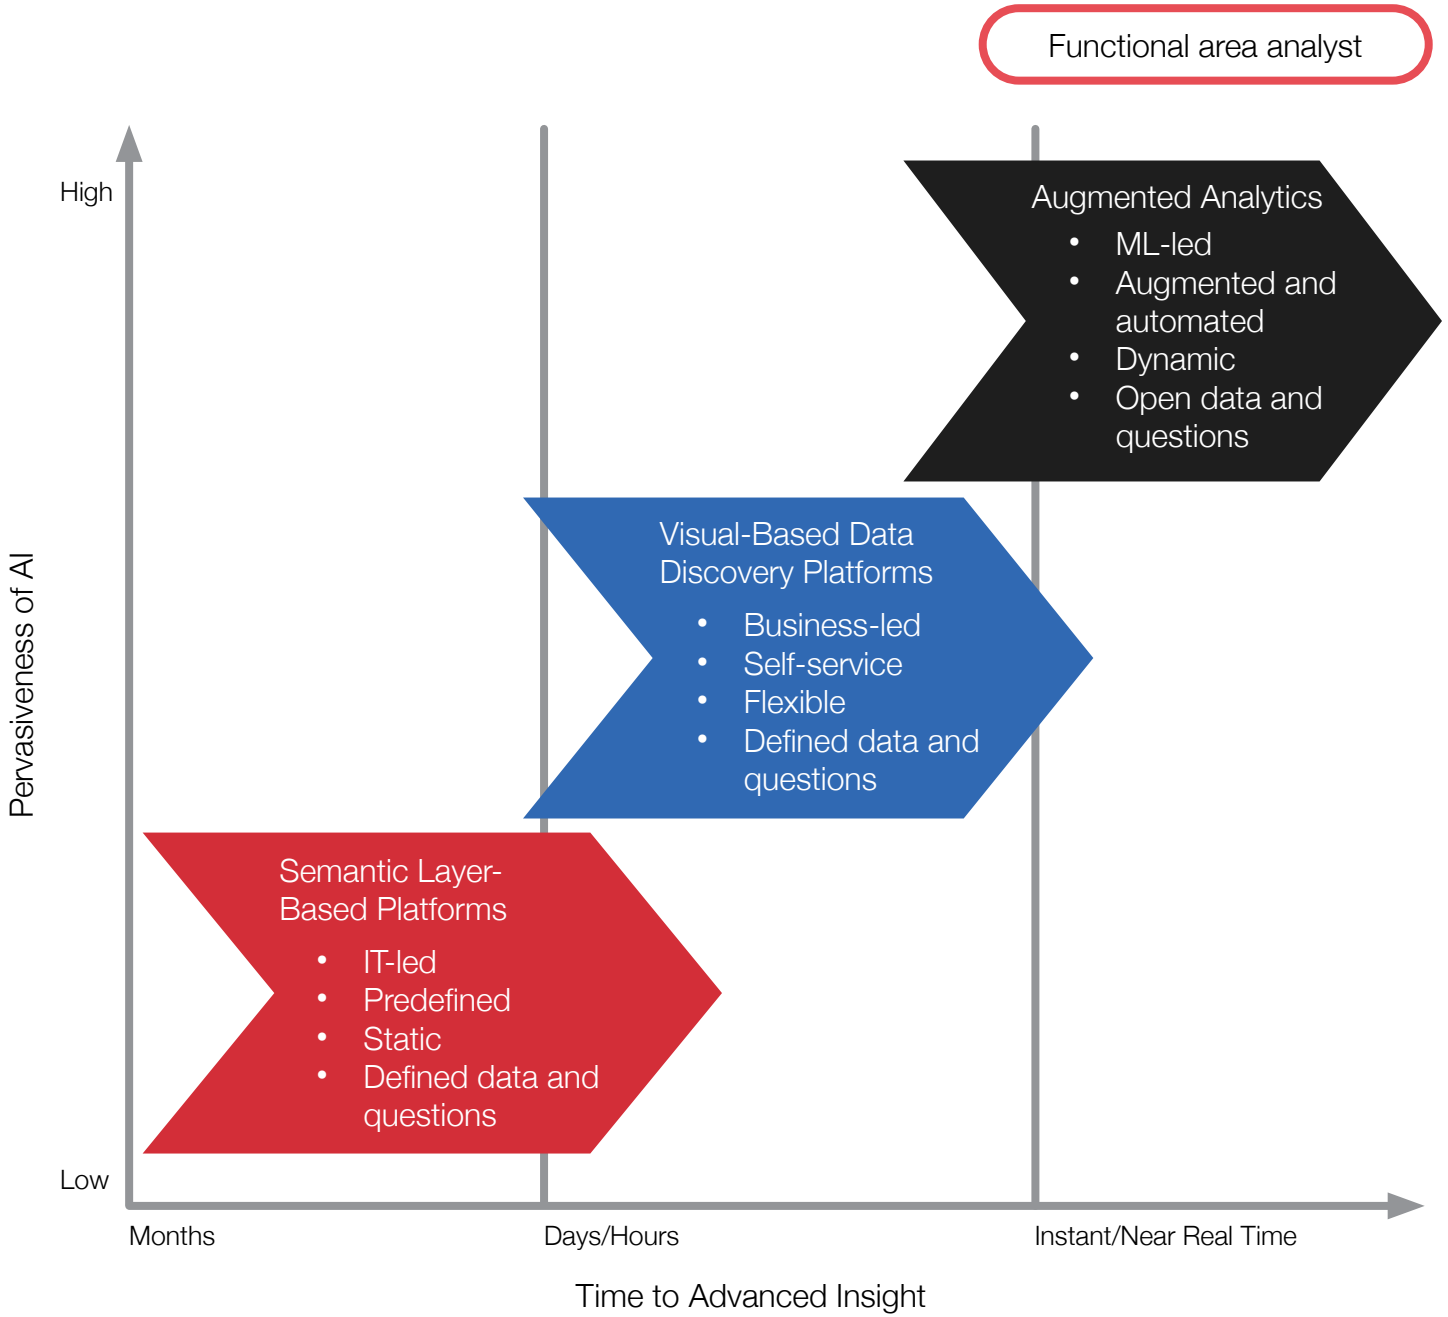 Functional area analyst
High
Augmented Analytics
• ML-led
• Augmented and
automated
• Dynamic
• Open data and
questions
Visual-Based Data
Discovery Platforms
• Business-led
• Self-service
• Flexible
• Defined data and
questions
Pervasiveness of AI
Semantic Layer-
Based Platforms
• IT-led
• Predefined
• Static
• Defined data and
questions
Low
Months
Days/Hours
Instant/Near Real Time
Time to Advanced Insight